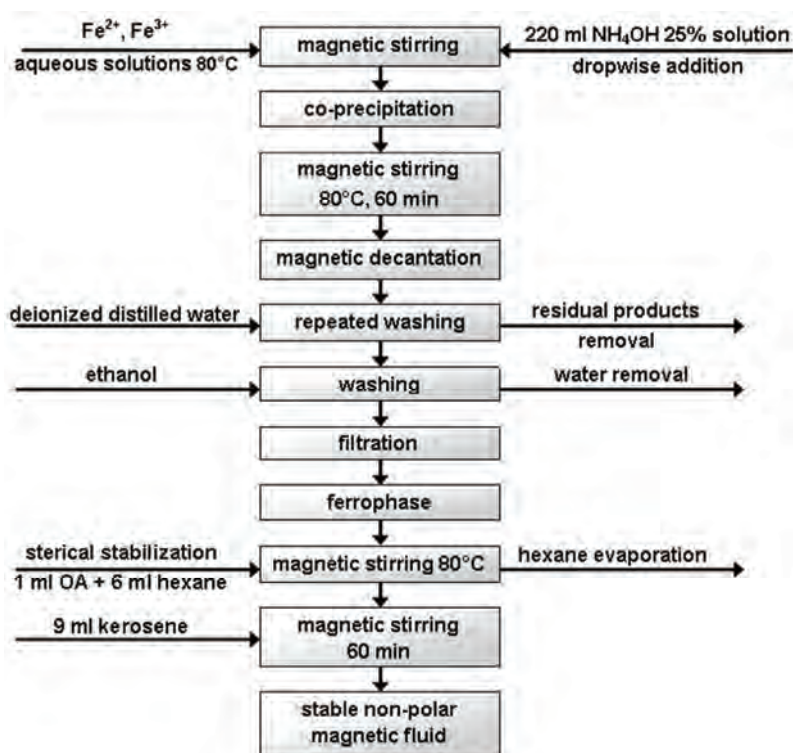 Fe²⁺, Fe³⁺
aqueous solutions 80°C
magnetic stirring
220 ml NH₄OH 25% solution
dropwise addition
co-precipitation
magnetic stirring
80°C, 60 min
magnetic decantation
deionized distilled water
repeated washing
residual products
removal
ethanol
washing
water removal
filtration
ferrophase
sterical stabilization
1 ml OA + 6 ml hexane
magnetic stirring 80°C
hexane evaporation
9 ml kerosene
magnetic stirring
60 min
stable non-polar
magnetic fluid